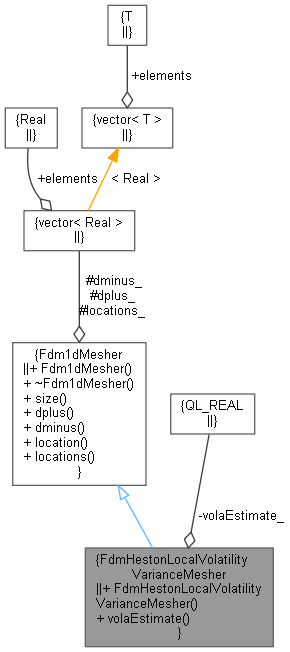 {T
||}
+elements
{Real
||}
{vector< T >
||}
+elements
< Real >
{vector< Real >
||}
#dminus_
#dplus_
#locations_
{Fdm1dMesher
||+ Fdm1dMesher()
+ ~Fdm1dMesher()
+ size()
+ dplus()
+ dminus()
+ location()
+ locations()
}
{QL_REAL
||}
-volaEstimate_
{FdmHestonLocalVolatility
VarianceMesher
||+ FdmHestonLocalVolatility
VarianceMesher()
+ volaEstimate()
}